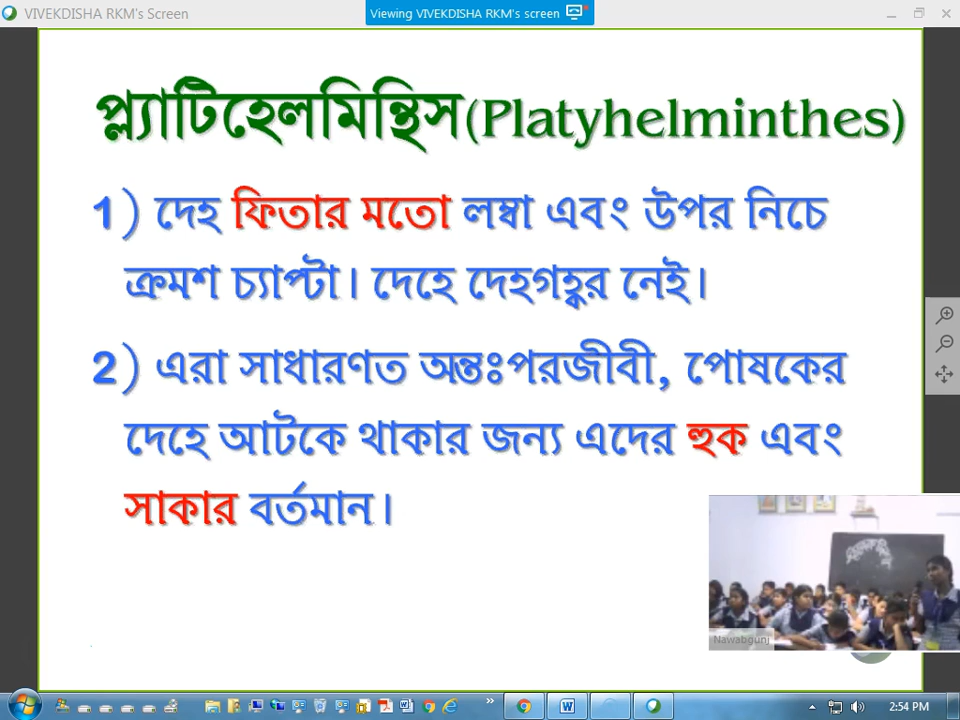 VIVEKDISHA RKM's Screen
Viewing VIVEKDISHA RKM's screen
প্ল্যাটিহেলমিন্থিস(Platyhelminthes)
1) দেহ ফিতার মতো লম্বা এবং উপর নিচে
ক্রমশ চ্যাপ্টা। দেহে দেহগহ্বর নেই।
2) এরা সাধারণত অন্তঃপরজীবী, পোষকের
দেহে আটকে থাকার জন্য এদের হুক এবং
সাকার বর্তমান।
Nawabgunj
2:54 PM